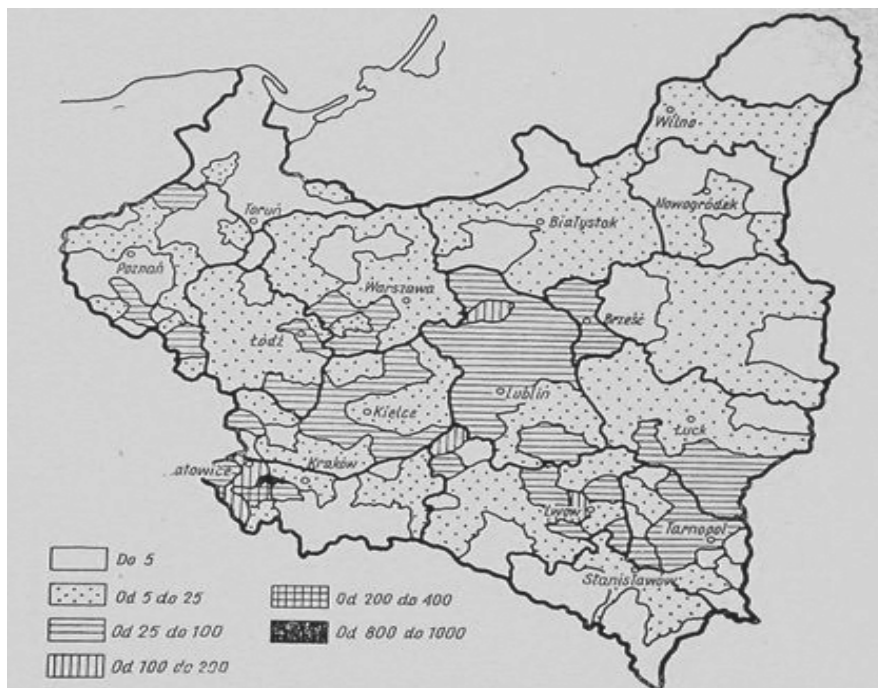 Wilno
Nowogródek
Toruń
Białystok
Poznań
Warszawa
Brześć
Łódź
Lublin
Kielce
Łuck
atowice
Kraków
Lwów
Tarnopol
Stanisławów
Do 5
Od 5 do 25
Od 200 do 400
Od 25 do 100
Od 800 do 1000
Od 100 do 200